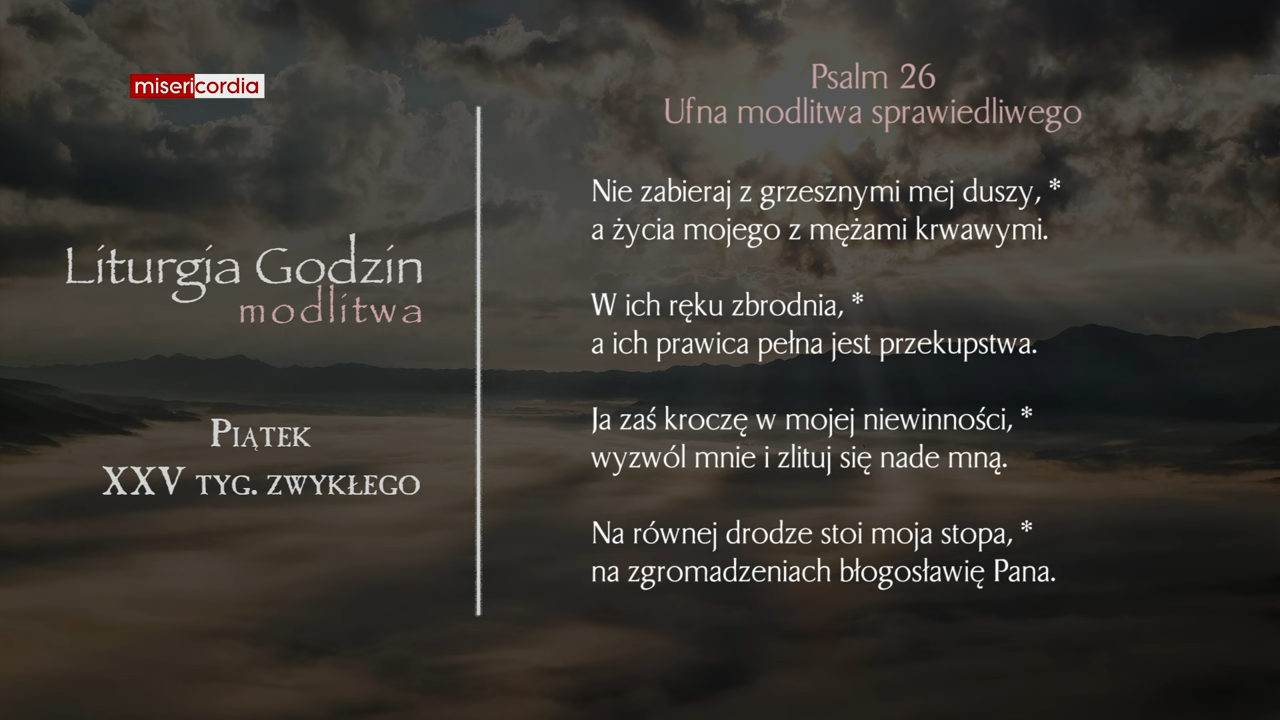 misericordia
Liturgia Godzin
modlitwa
Piątek
XXV tyg. zwykłego
Psalm 26
Ufna modlitwa sprawiedliwego
Nie zabieraj z grzesznymi mej duszy, *
a życia mojego z mężami krwawymi.
W ich ręku zbrodnia, *
a ich prawica pełna jest przekupstwa.
Ja zaś kroczę w mojej niewinności, *
wyzwól mnie i zlituj się nade mną.
Na równej drodze stoi moja stopa, *
na zgromadzeniach błogosławię Pana.